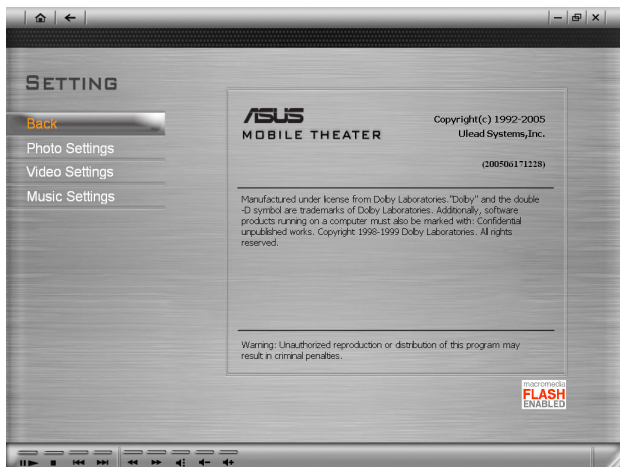 SETTING
Back
Photo Settings
Video Settings
Music Settings
ASUS
MOBILE THEATER
Copyright(c) 1992-2005
Ulead Systems,Inc.
(200506171228)
Manufactured under license from Dolby Laboratories."Dolby" and the double
-D symbol are trademarks of Dolby Laboratories. Additionally, software
products running on a computer must also be marked with: Confidential
unpublished works. Copyright 1998-1999 Dolby Laboratories. All rights
reserved.
Warning: Unauthorized reproduction or distribution of this program may
result in criminal penalties.
macromedia
FLASH
ENABLED